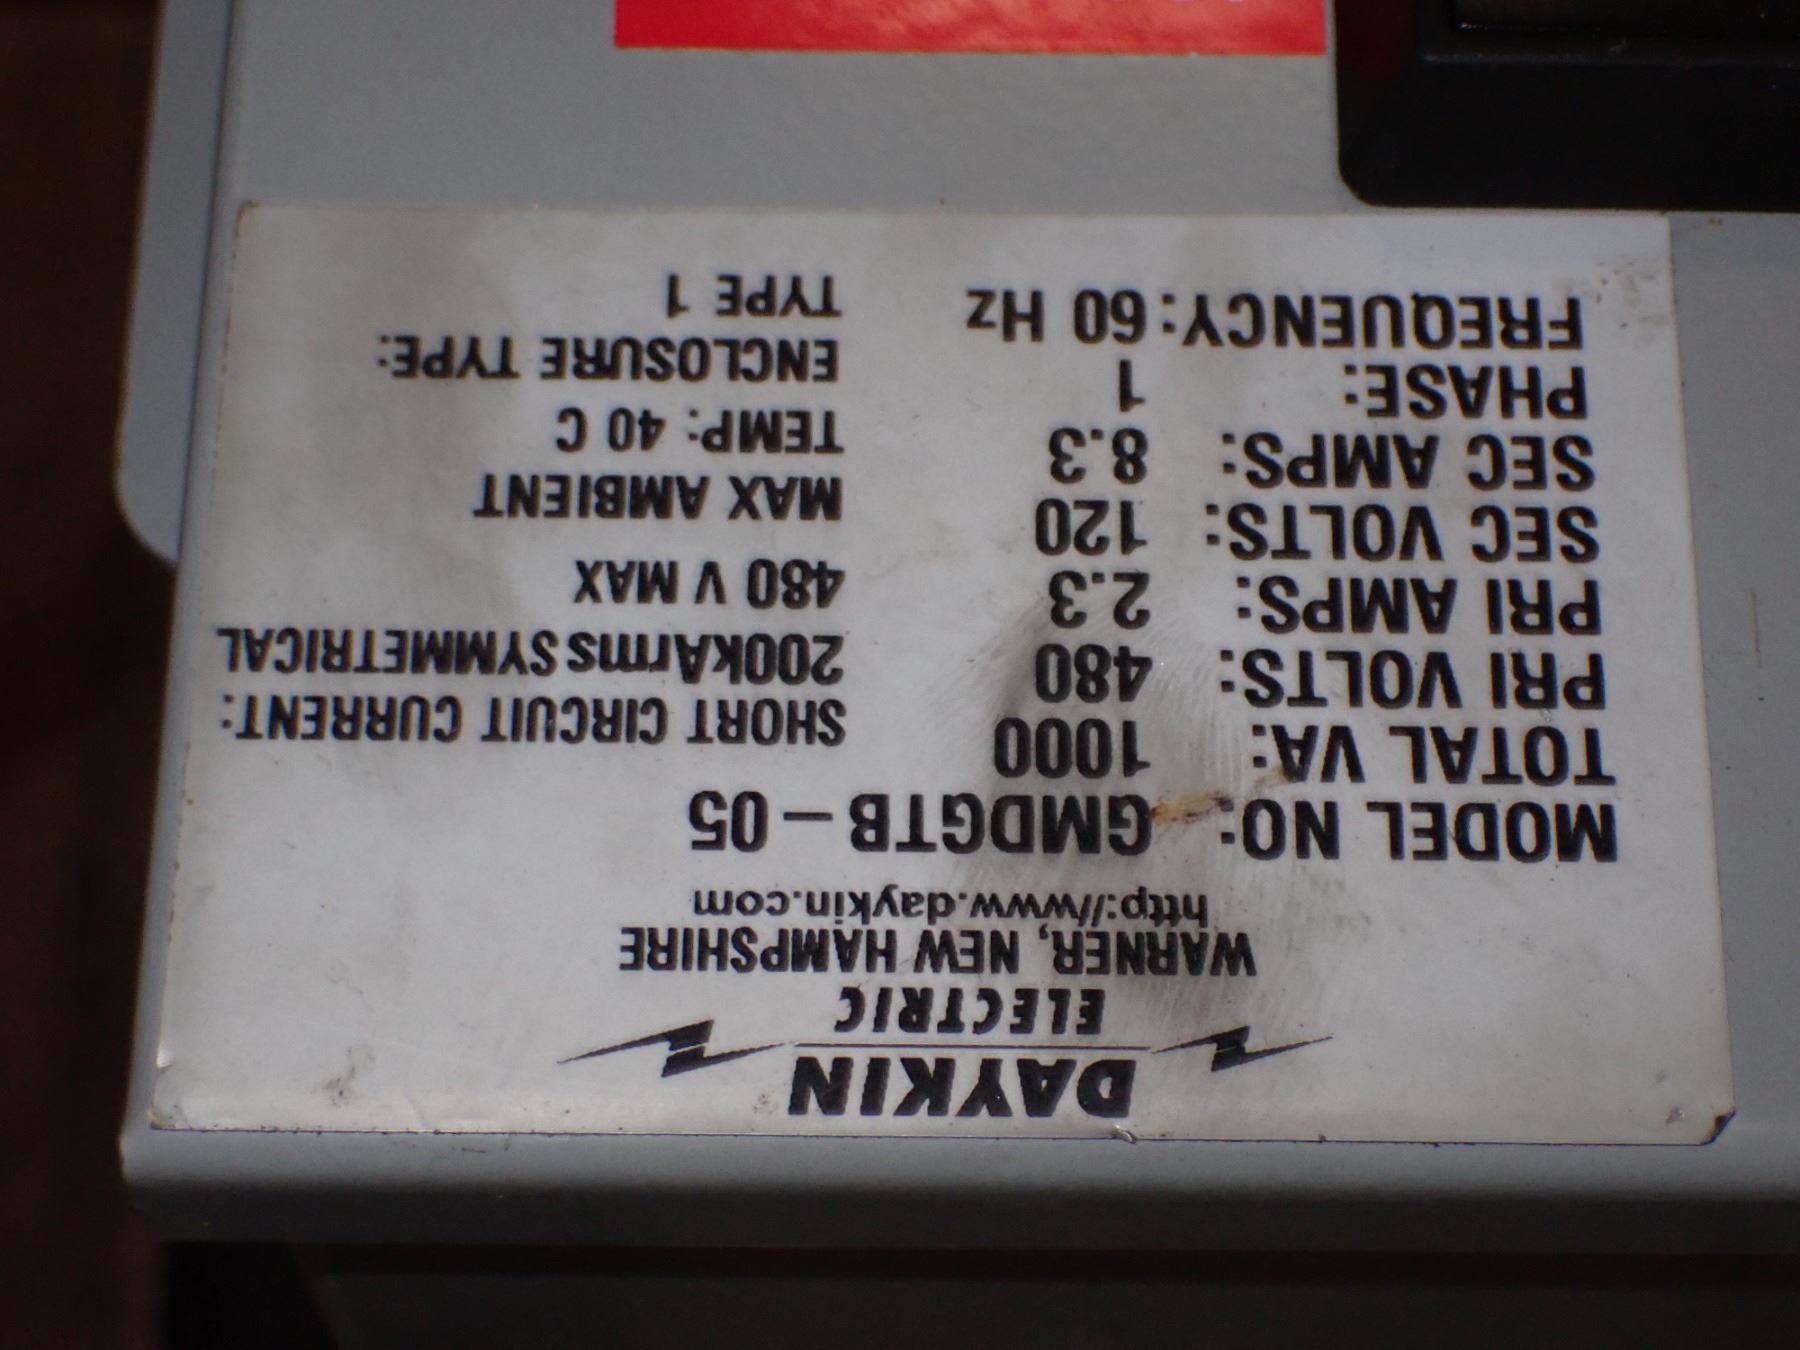 DAYKIN
ELECTRIC
WARNER, NEW HAMPSHIRE
http://www.daykin.com
MODEL NO: GMDGTB-05
TOTAL VA: 1000
PRI VOLTS: 480
PRI AMPS: 2.3
SEC VOLTS: 120
SEC AMPS: 8.3
PHASE: 1
FREQUENCY: 60 Hz
SHORT CIRCUIT CURRENT:
200kArms SYMMETRICAL
480 V MAX
MAX AMBIENT
TEMP: 40 C
ENCLOSURE TYPE:
TYPE 1